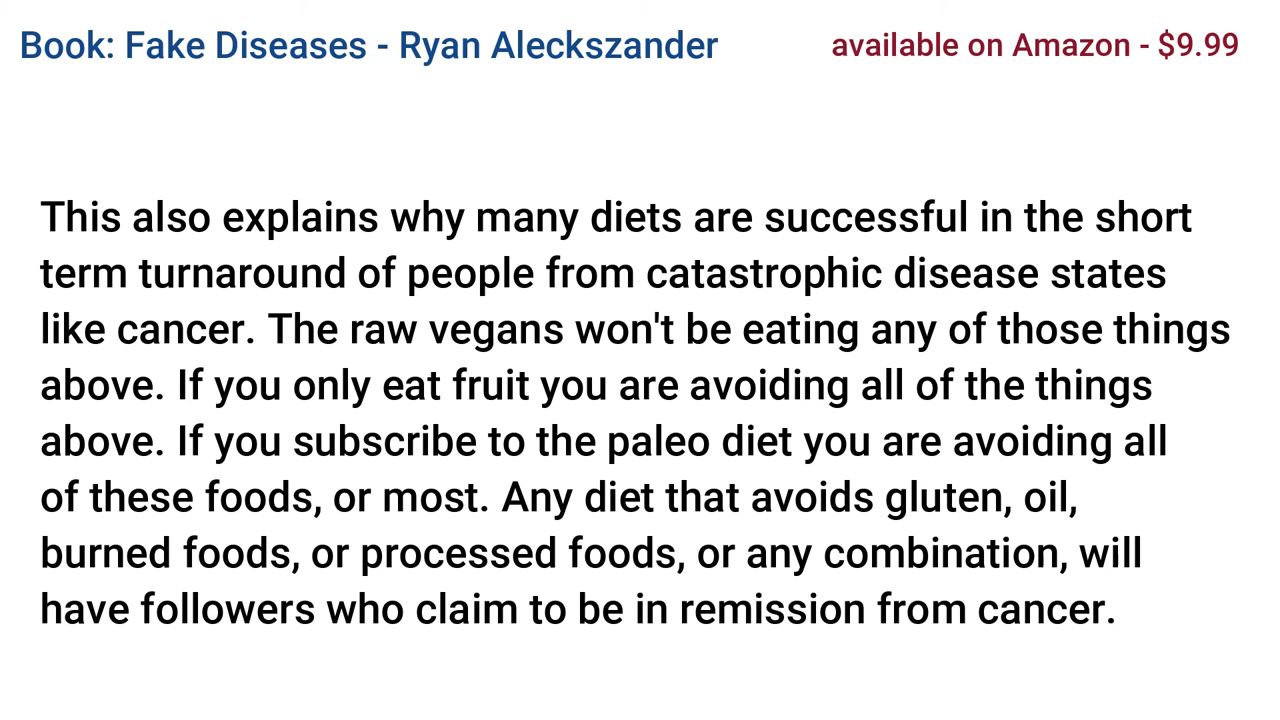 Book: Fake Diseases - Ryan Aleckszander
available on Amazon - $9.99
This also explains why many diets are successful in the short
term turnaround of people from catastrophic disease states
like cancer. The raw vegans won't be eating any of those things
above. If you only eat fruit you are avoiding all of the things
above. If you subscribe to the paleo diet you are avoiding all
of these foods, or most. Any diet that avoids gluten, oil,
burned foods, or processed foods, or any combination, will
have followers who claim to be in remission from cancer.